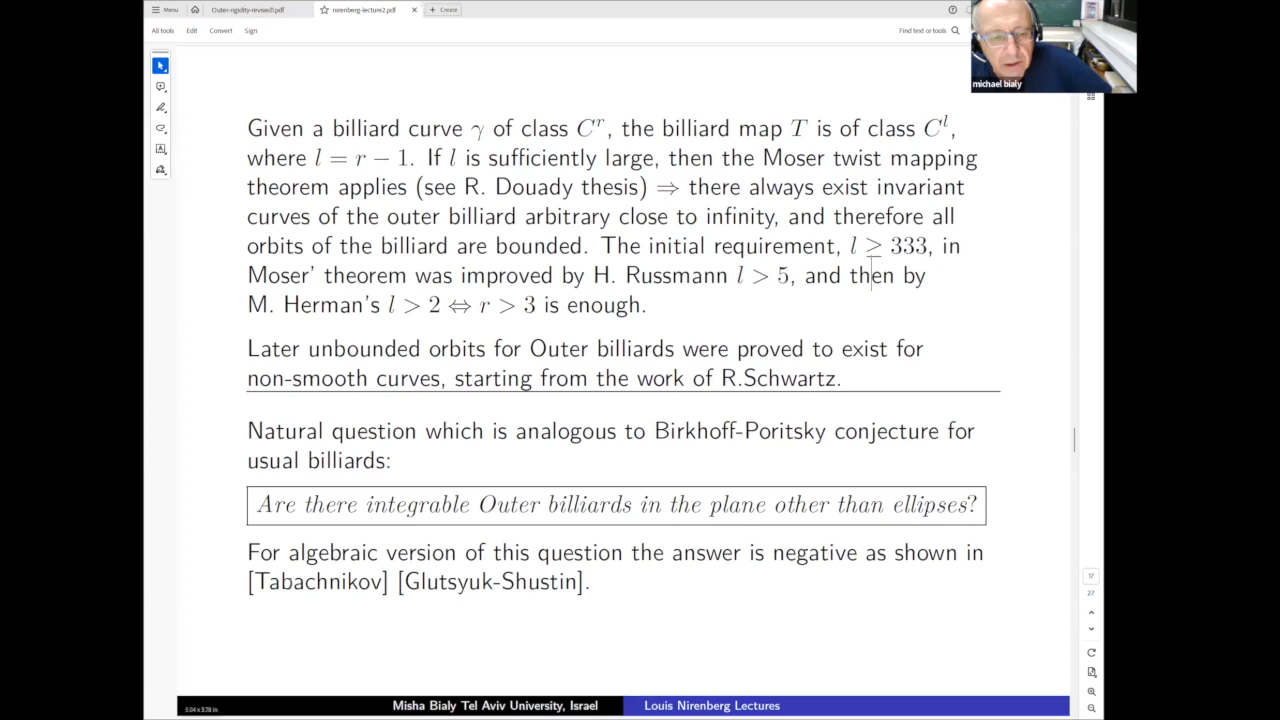 Menu
Outer-rigidity-revised1.pdf
nirenberg-lecture2.pdf
Create
All tools
Edit
Convert
Sign
Find text or tools
michael bialy
Given a billiard curve γ of class C^r, the billiard map T is of class C^l,
where l = r − 1. If l is sufficiently large, then the Moser twist mapping
theorem applies (see R. Douady thesis) ⇒ there always exist invariant
curves of the outer billiard arbitrary close to infinity, and therefore all
orbits of the billiard are bounded. The initial requirement, l ≥ 333, in
Moser' theorem was improved by H. Russmann l > 5, and then by
M. Herman's l > 2 ⇔ r > 3 is enough.
Later unbounded orbits for Outer billiards were proved to exist for
non-smooth curves, starting from the work of R.Schwartz.
Natural question which is analogous to Birkhoff-Poritsky conjecture for
usual billiards:
Are there integrable Outer billiards in the plane other than ellipses?
For algebraic version of this question the answer is negative as shown in
[Tabachnikov] [Glutsyuk-Shustin].
17
27
5.04 x 3.78 in
Misha Bialy Tel Aviv University, Israel
Louis Nirenberg Lectures